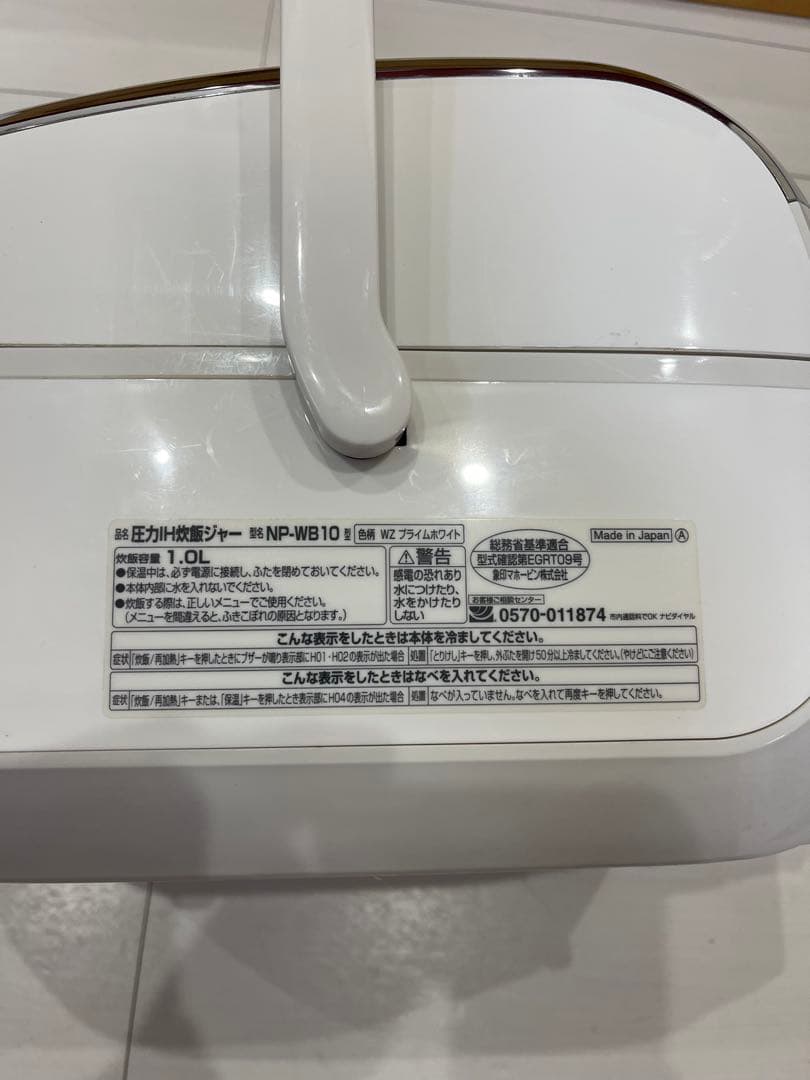 品名 圧力IH炊飯ジャー 型名 NP-WB10 型 色柄 WZ プライムホワイト
炊飯容量 1.0L
●保温中は、必ず電源に接続し、ふたを閉めておいてください。
●本体内部に水を入れないでください。
●炊飯する際は、正しいメニューでご使用ください。
(メニューを間違えると、ふきこぼれの原因となります。)
警告
感電の恐れあり
水につけたり、
水をかけたり
しない
総務省基準適合
型式確認第EGRT09号
象印マホービン株式会社
Made in Japan A
お客様ご相談センター
0570-011874 市内通話料でOK ナビダイヤル
こんな表示をしたときは本体を冷ましてください。
症状 「炊飯/再加熱」キーを押したときにブザーが鳴り表示部にH01・H02の表示が出た場合 処置 「とりけし」キーを押し、外ぶたを開け50分以上冷ましてください。(やけどにご注意ください)
こんな表示をしたときはなべを入れてください。
症状 「炊飯/再加熱」キーまたは、「保温」キーを押したとき表示部にH04の表示が出た場合 処置 なべが入っていません。なべを入れて再度キーを押してください。